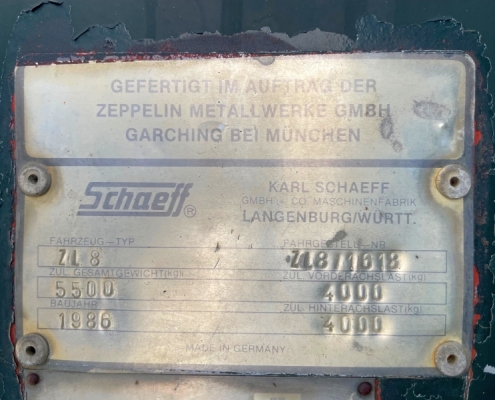 GEFERTIGT IM AUFTRAG DER
ZEPPELIN METALLWERKE GMBH
GARCHING BEI MÜNCHEN
Schaeff ®
KARL SCHAEFF
GMBH + CO. MASCHINENFABRIK
LANGENBURG/WÜRTT.
FAHRZEUG-TYP
ZL 8
FAHRGESTELL-NR
ZUL. GESAMTGEWICHT(kg)
5500
ZUL. VORDERACHSLAST(kg)
4000
BAUJAHR
1986
ZUL. HINTERACHSLAST(kg)
4000
MADE IN GERMANY